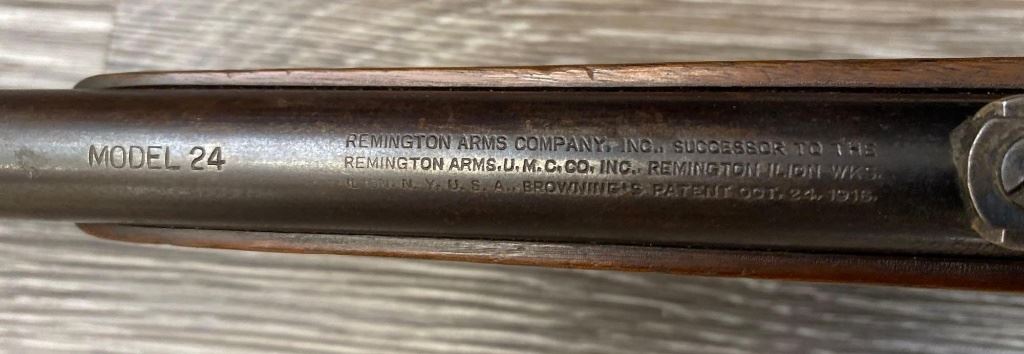 MODEL 24
REMINGTON ARMS COMPANY, INC., SUCCESSOR TO THE
REMINGTON ARMS.U.M.C.CO. INC., REMINGTON ILION WKS.
ILION, N.Y. U.S.A., BROWNING'S PATENT OCT. 24, 1916.